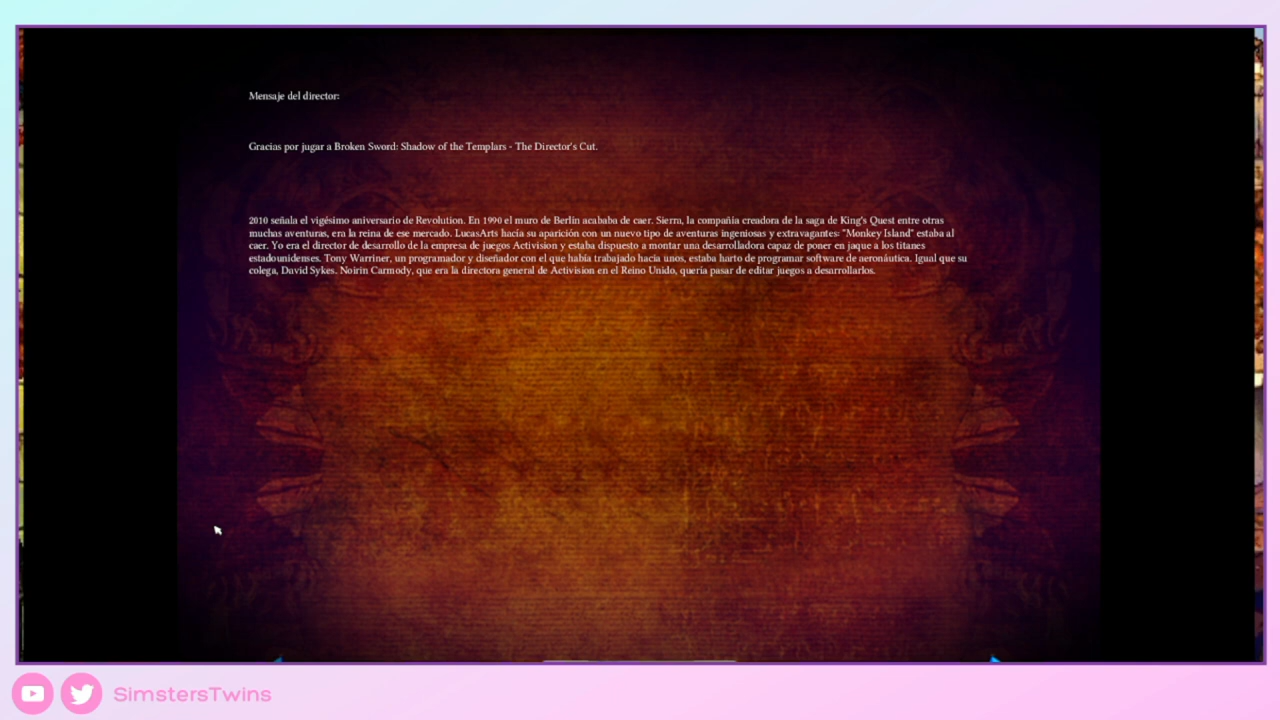 Mensaje del director:
Gracias por jugar a Broken Sword: Shadow of the Templars - The Director's Cut.
2010 señala el vigésimo aniversario de Revolution. En 1990 el muro de Berlín acababa de caer. Sierra, la compañía creadora de la saga de King's Quest entre otras
muchas aventuras, era la reina de ese mercado. LucasArts hacía su aparición con un nuevo tipo de aventuras ingeniosas y extravagantes: "Monkey Island" estaba al
caer. Yo era el director de desarrollo de la empresa de juegos Activision y estaba dispuesto a montar una desarrolladora capaz de poner en jaque a los titanes
estadounidenses. Tony Warriner, un programador y diseñador con el que había trabajado hacía unos, estaba harto de programar software de aeronáutica. Igual que su
colega, David Sykes. Noirin Carmody, que era la directora general de Activision en el Reino Unido, quería pasar de editar juegos a desarrollarlos.
SimstersTwins